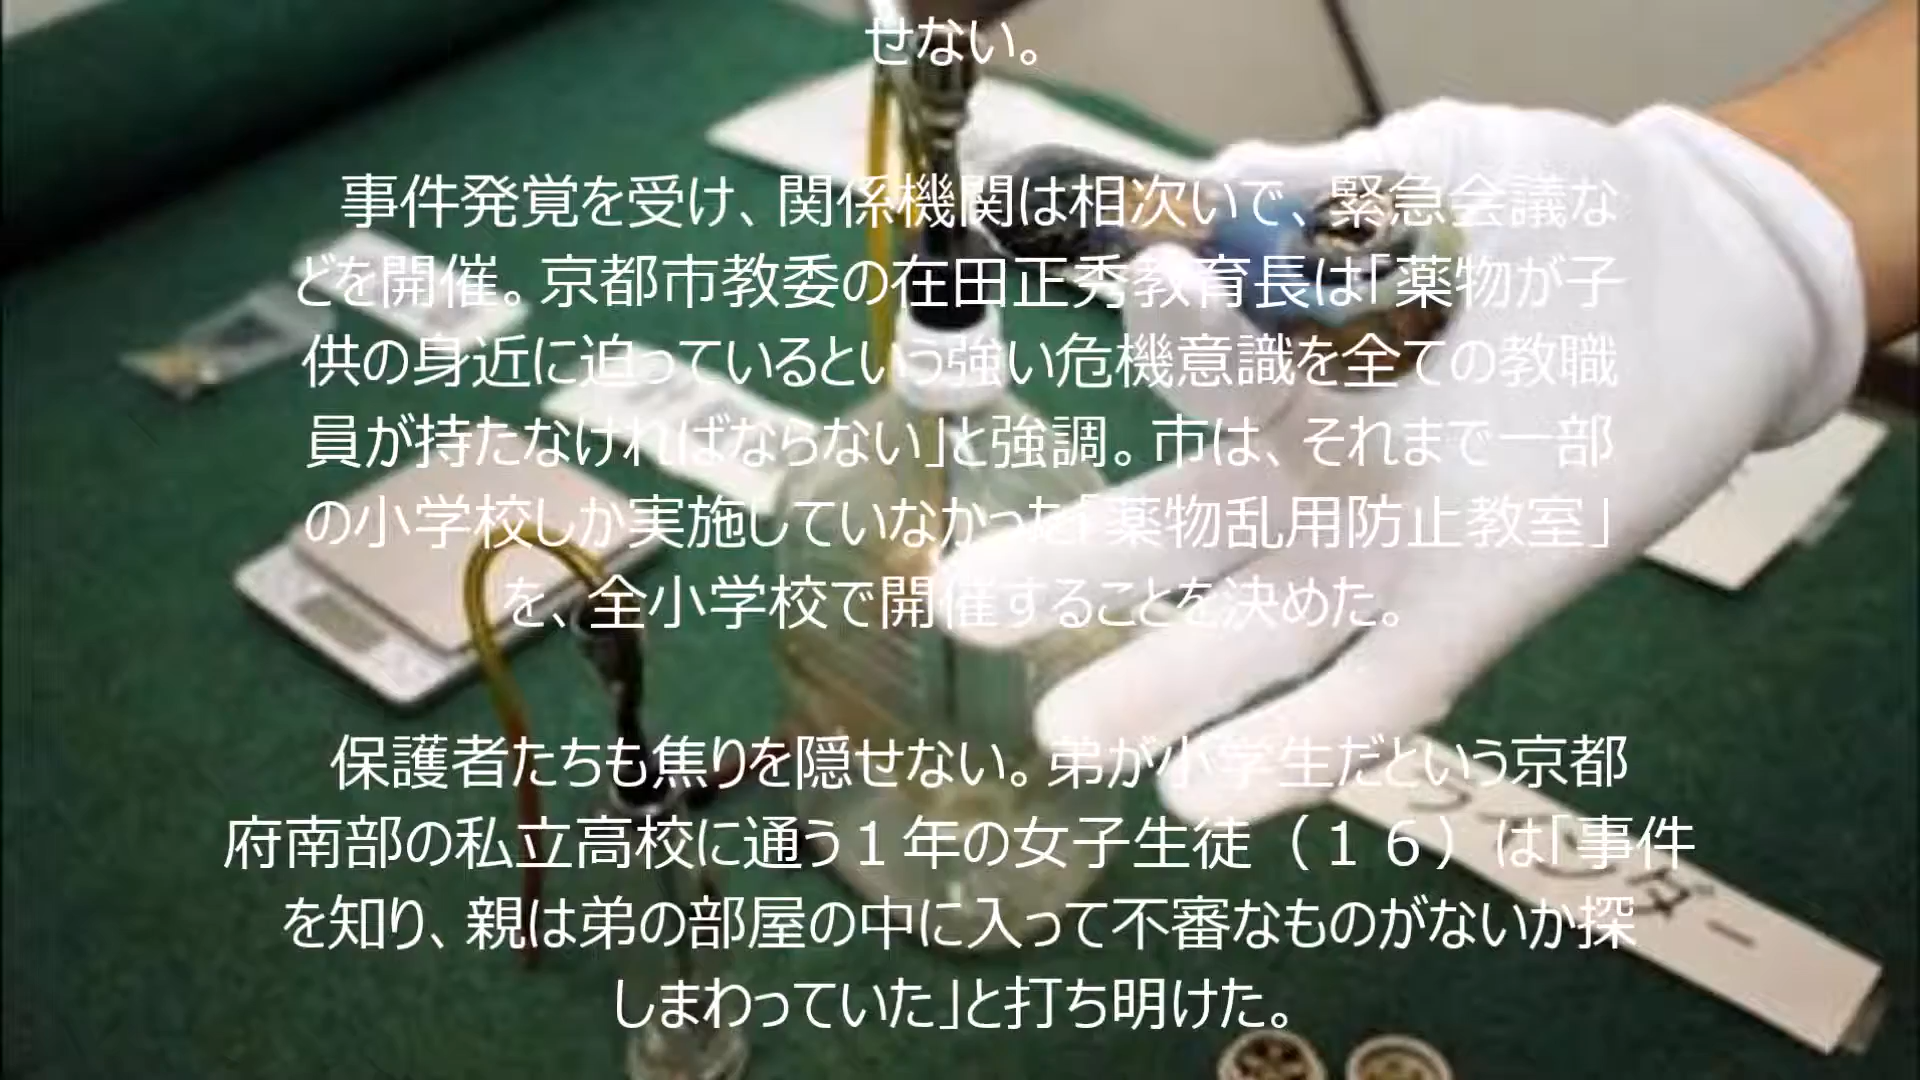 せない。
事件発覚を受け、関係機関は相次いで、緊急会議な
どを開催。京都市教委の在田正秀教育長は「薬物が子
供の身近に迫っているという強い危機意識を全ての教職
員が持たなければならない」と強調。市は、それまで一部
の小学校しか実施していなかった「薬物乱用防止教室」
を、全小学校で開催することを決めた。
保護者たちも焦りを隠せない。弟が小学生だという京都
府南部の私立高校に通う１年の女子生徒（１６）は「事件
を知り、親は弟の部屋の中に入って不審なものがないか探
しまわっていた」と打ち明けた。